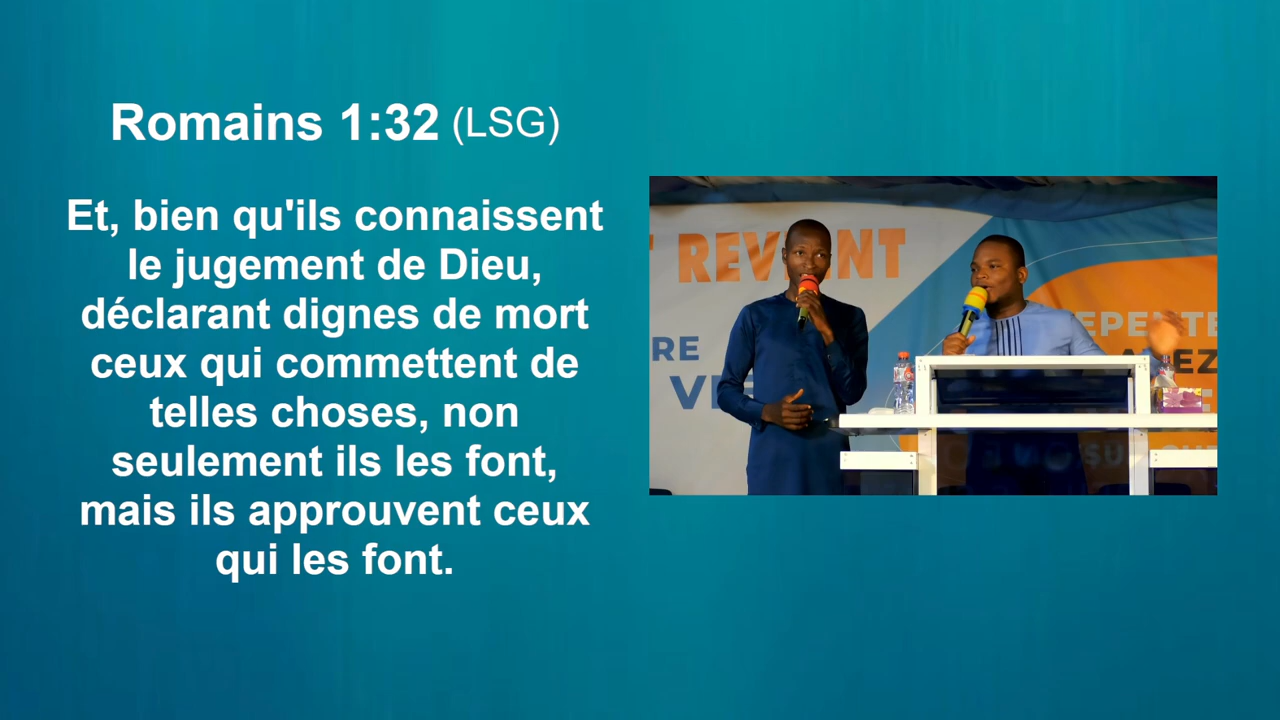 Romains 1:32 (LSG)
Et, bien qu'ils connaissent
le jugement de Dieu,
déclarant dignes de mort
ceux qui commettent de
telles choses, non
seulement ils les font,
mais ils approuvent ceux
qui les font.
RE